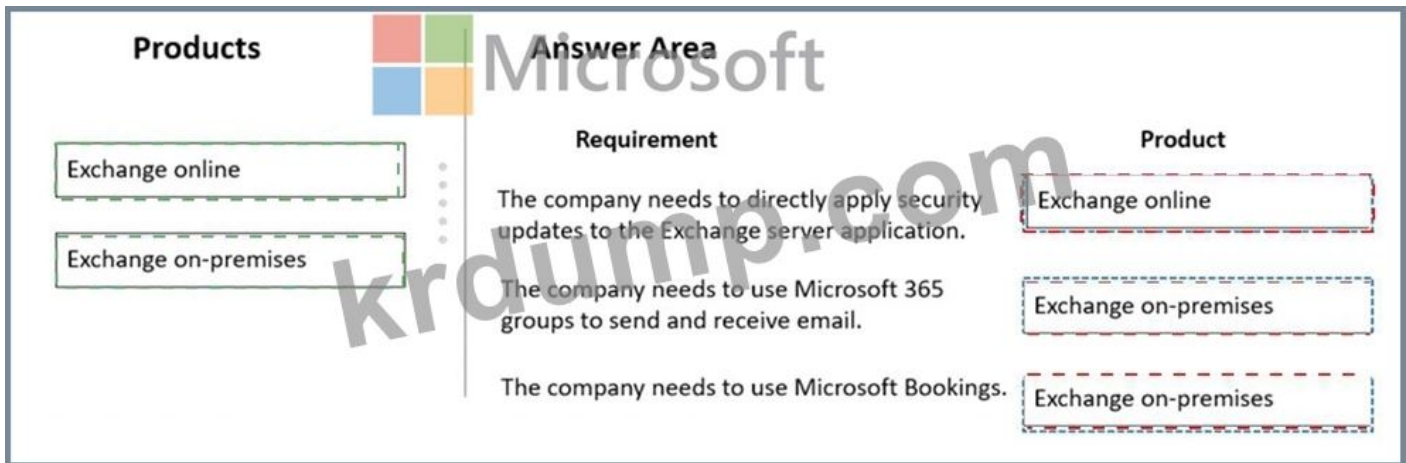 Products
Microsoft
Answer Area
Requirement
Product
Exchange online
Exchange on-premises
The company needs to directly apply security
updates to the Exchange server application.
Exchange online
The company needs to use Microsoft 365
groups to send and receive email.
Exchange on-premises
The company needs to use Microsoft Bookings.
Exchange on-premises
krdump.com